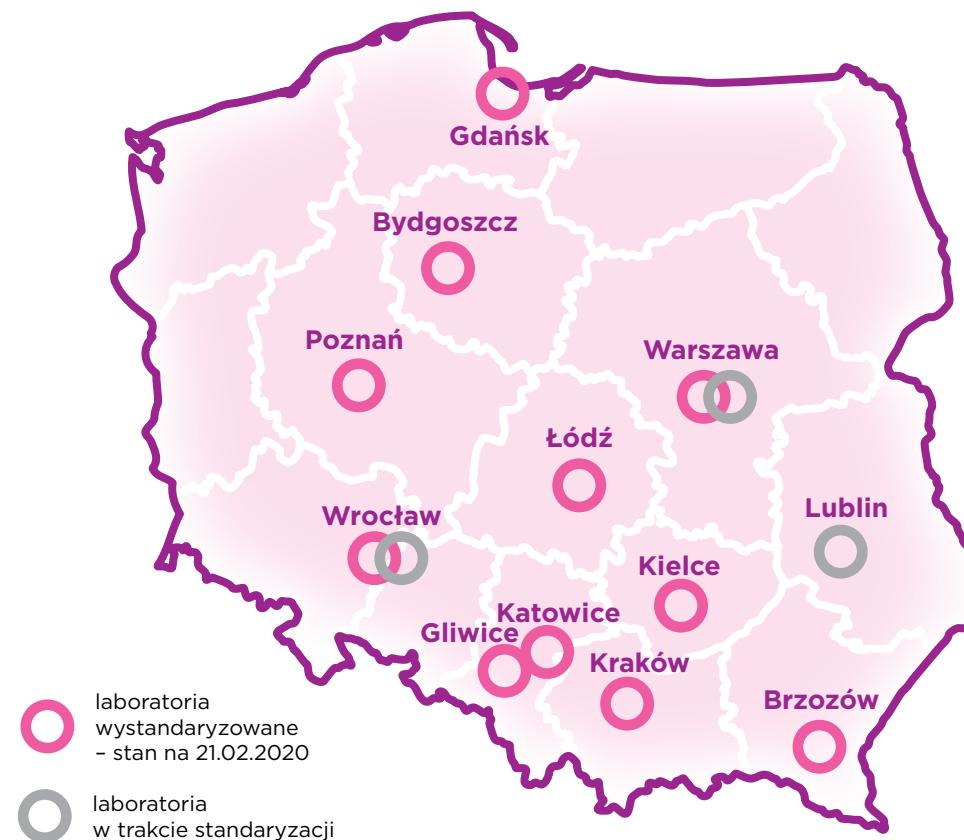 Gdańsk
Bydgoszcz
Poznań
Warszawa
Łódź
Wrocław
Lublin
Kielce
Katowice
Gliwice
Kraków
Brzozów
laboratoria
wystandaryzowane
– stan na 21.02.2020
laboratoria
w trakcie standaryzacji